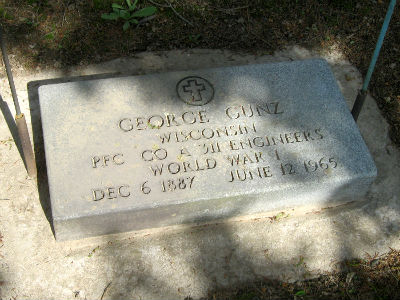 GEORGE GUNZ
WISCONSIN
PFC CO A 311 ENGINEERS
WORLD WAR I
DEC 6 1887 JUNE 12 1965